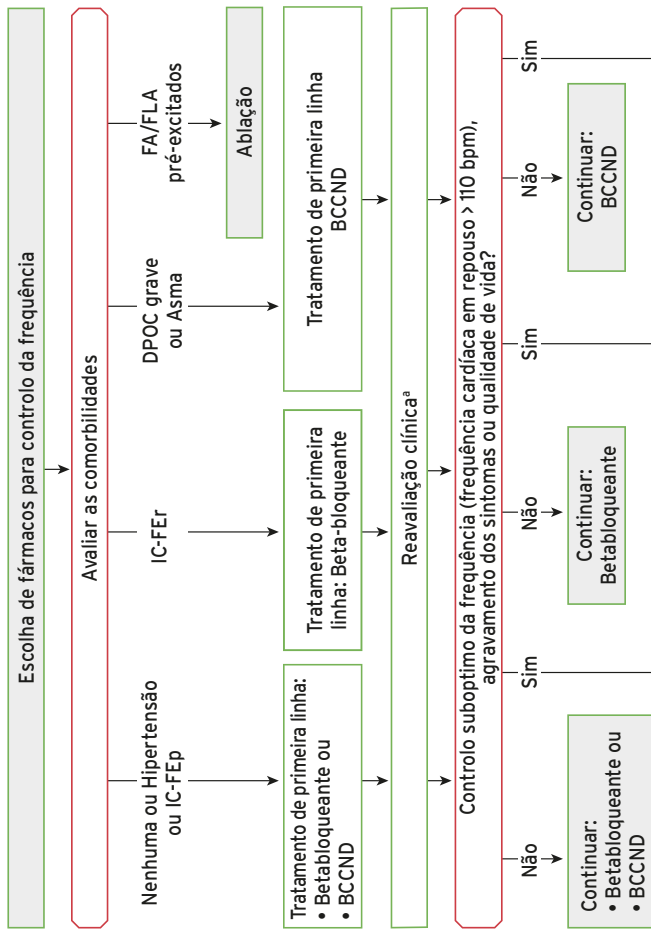 Escolha de fármacos para controlo da frequência
Avaliar as comorbilidades
Nenhuma ou Hipertensão
ou IC-FEp
IC-FEr
DPOC grave
ou Asma
FA/FLA
pré-excitados
Ablação
Tratamento de primeira linha:
• Betabloqueante ou
• BCCND
Tratamento de primeira
linha: Beta-bloqueante
Tratamento de primeira linha
BCCND
Reavaliação clínicaª
Controlo suboptimo da frequência (frequência cardíaca em repouso > 110 bpm),
agravamento dos sintomas ou qualidade de vida?
Não
Sim
Não
Sim
Não
Sim
Continuar:
• Betabloqueante ou
• BCCND
Continuar:
Betabloqueante
Continuar:
BCCND